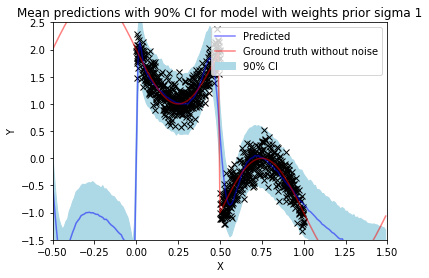 Mean predictions with 90% CI for model with weights prior sigma 1
2.5
2.0
1.5
1.0
0.5
0.0
−0.5
−1.0
−1.5
Y
Predicted
Ground truth without noise
90% CI
−0.50 −0.25 0.00 0.25 0.50 0.75 1.00 1.25 1.50
X